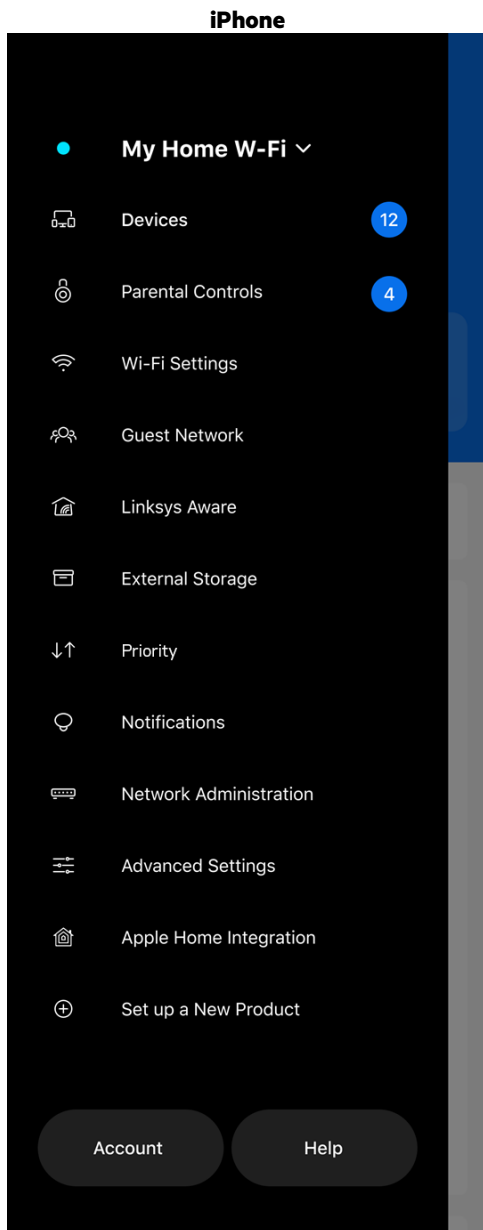 iPhone
My Home W-Fi
Devices 12
Parental Controls 4
Wi-Fi Settings
Guest Network
Linksys Aware
External Storage
Priority
Notifications
Network Administration
Advanced Settings
Apple Home Integration
Set up a New Product
Account Help